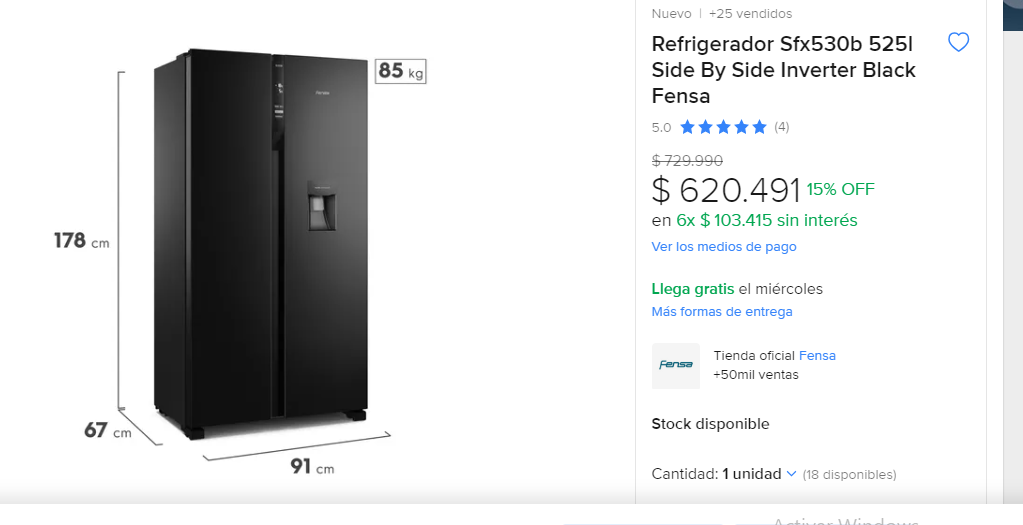 85 kg
Fensa
178 cm
67 cm
91 cm
Nuevo | +25 vendidos
Refrigerador Sfx530b 525l
Side By Side Inverter Black
Fensa
5.0 (4)
$ 729.990
$ 620.491 15% OFF
en 6x $ 103.415 sin interés
Ver los medios de pago
Llega gratis el miércoles
Más formas de entrega
Fensa
Tienda oficial Fensa
+50mil ventas
Stock disponible
Cantidad: 1 unidad (18 disponibles)
Activar Windows